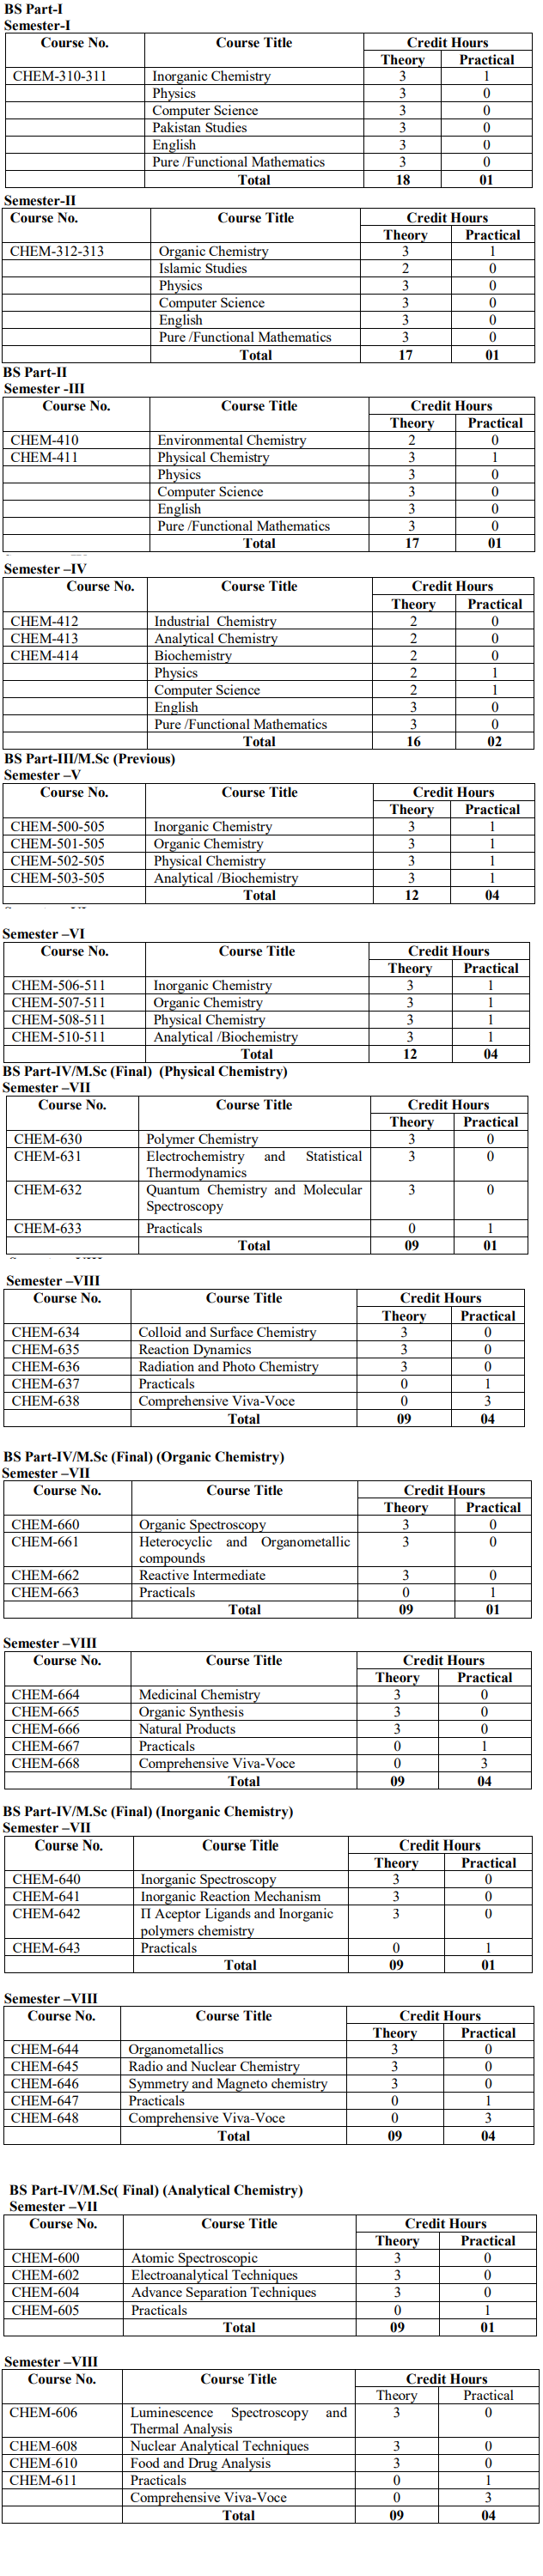 BS Part-I
Semester-I
Course No. Course Title Credit Hours
Theory Practical
CHEM-310-311 Inorganic Chemistry 3 1
Physics 3 0
Computer Science 3 0
Pakistan Studies 3 0
English 3 0
Pure /Functional Mathematics 3 0
Total 18 01
Semester-II
Course No. Course Title Credit Hours
Theory Practical
CHEM-312-313 Organic Chemistry 3 1
Islamic Studies 2 0
Physics 3 0
Computer Science 3 0
English 3 0
Pure /Functional Mathematics 3 0
Total 17 01
BS Part-II
Semester -III
Course No. Course Title Credit Hours
Theory Practical
CHEM-410 Environmental Chemistry 2 0
CHEM-411 Physical Chemistry 3 1
Physics 3 0
Computer Science 3 0
English 3 0
Pure /Functional Mathematics 3 0
Total 17 01
Semester –IV
Course No. Course Title Credit Hours
Theory Practical
CHEM-412 Industrial Chemistry 2 0
CHEM-413 Analytical Chemistry 2 0
CHEM-414 Biochemistry 2 0
Physics 2 1
Computer Science 2 1
English 3 0
Pure /Functional Mathematics 3 0
Total 16 02
BS Part-III/M.Sc (Previous)
Semester –V
Course No. Course Title Credit Hours
Theory Practical
CHEM-500-505 Inorganic Chemistry 3 1
CHEM-501-505 Organic Chemistry 3 1
CHEM-502-505 Physical Chemistry 3 1
CHEM-503-505 Analytical /Biochemistry 3 1
Total 12 04
Semester –VI
Course No. Course Title Credit Hours
Theory Practical
CHEM-506-511 Inorganic Chemistry 3 1
CHEM-507-511 Organic Chemistry 3 1
CHEM-508-511 Physical Chemistry 3 1
CHEM-510-511 Analytical /Biochemistry 3 1
Total 12 04
BS Part-IV/M.Sc (Final) (Physical Chemistry)
Semester –VII
Course No. Course Title Credit Hours
Theory Practical
CHEM-630 Polymer Chemistry 3 0
CHEM-631 Electrochemistry and Statistical 3 0
Thermodynamics
CHEM-632 Quantum Chemistry and Molecular 3 0
Spectroscopy
CHEM-633 Practicals 0 1
Total 09 01
Semester –VIII
Course No. Course Title Credit Hours
Theory Practical
CHEM-634 Colloid and Surface Chemistry 3 0
CHEM-635 Reaction Dynamics 3 0
CHEM-636 Radiation and Photo Chemistry 3 0
CHEM-637 Practicals 0 1
CHEM-638 Comprehensive Viva-Voce 0 3
Total 09 04
BS Part-IV/M.Sc (Final) (Organic Chemistry)
Semester –VII
Course No. Course Title Credit Hours
Theory Practical
CHEM-660 Organic Spectroscopy 3 0
CHEM-661 Heterocyclic and Organometallic 3 0
compounds
CHEM-662 Reactive Intermediate 3 0
CHEM-663 Practicals 0 1
Total 09 01
Semester –VIII
Course No. Course Title Credit Hours
Theory Practical
CHEM-664 Medicinal Chemistry 3 0
CHEM-665 Organic Synthesis 3 0
CHEM-666 Natural Products 3 0
CHEM-667 Practicals 0 1
CHEM-668 Comprehensive Viva-Voce 0 3
Total 09 04
BS Part-IV/M.Sc (Final) (Inorganic Chemistry)
Semester –VII
Course No. Course Title Credit Hours
Theory Practical
CHEM-640 Inorganic Spectroscopy 3 0
CHEM-641 Inorganic Reaction Mechanism 3 0
CHEM-642 Π Aceptor Ligands and Inorganic 3 0
polymers chemistry
CHEM-643 Practicals 0 1
Total 09 01
Semester –VIII
Course No. Course Title Credit Hours
Theory Practical
CHEM-644 Organometallics 3 0
CHEM-645 Radio and Nuclear Chemistry 3 0
CHEM-646 Symmetry and Magneto chemistry 3 0
CHEM-647 Practicals 0 1
CHEM-648 Comprehensive Viva-Voce 0 3
Total 09 04
BS Part-IV/M.Sc( Final) (Analytical Chemistry)
Semester –VII
Course No. Course Title Credit Hours
Theory Practical
CHEM-600 Atomic Spectroscopic 3 0
CHEM-602 Electroanalytical Techniques 3 0
CHEM-604 Advance Separation Techniques 3 0
CHEM-605 Practicals 0 1
Total 09 01
Semester –VIII
Course No. Course Title Credit Hours
Theory Practical
CHEM-606 Luminescence Spectroscopy and 3 0
Thermal Analysis
CHEM-608 Nuclear Analytical Techniques 3 0
CHEM-610 Food and Drug Analysis 3 0
CHEM-611 Practicals 0 1
Comprehensive Viva-Voce 0 3
Total 09 04